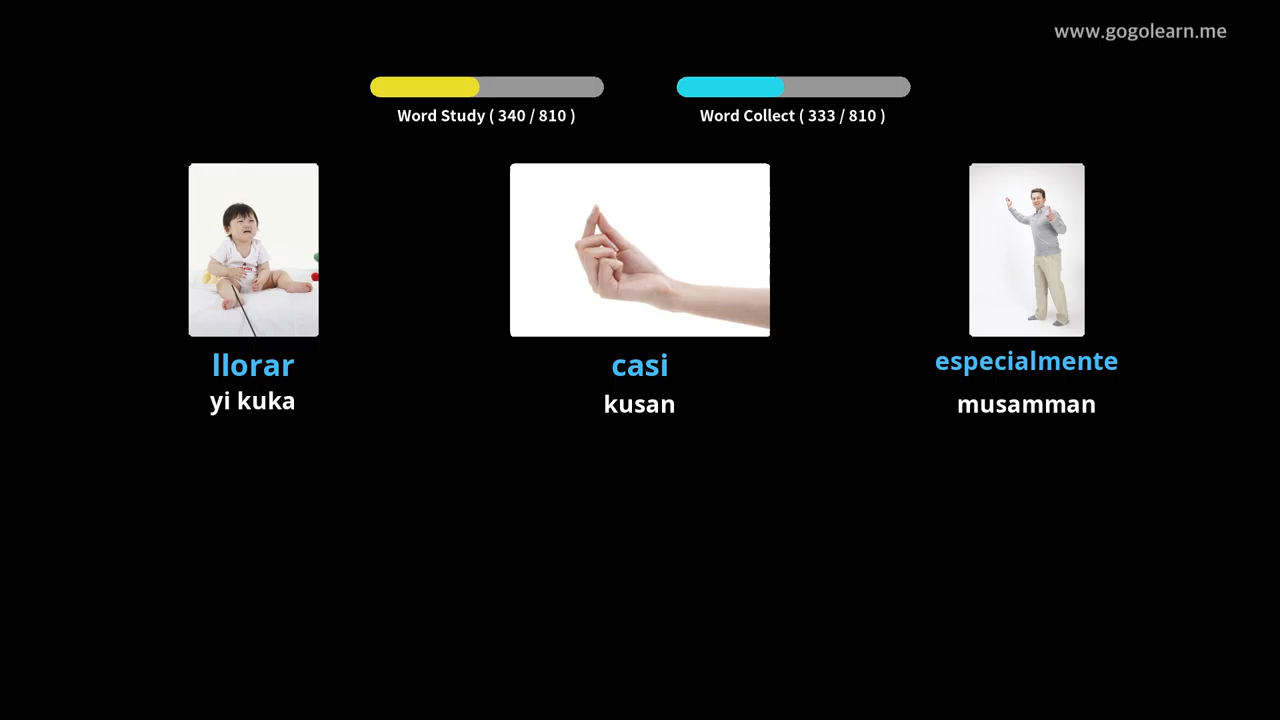 www.gogolearn.me
Word Study ( 340 / 810 )
Word Collect ( 333 / 810 )
llorar
yi kuka
casi
kusan
especialmente
musamman